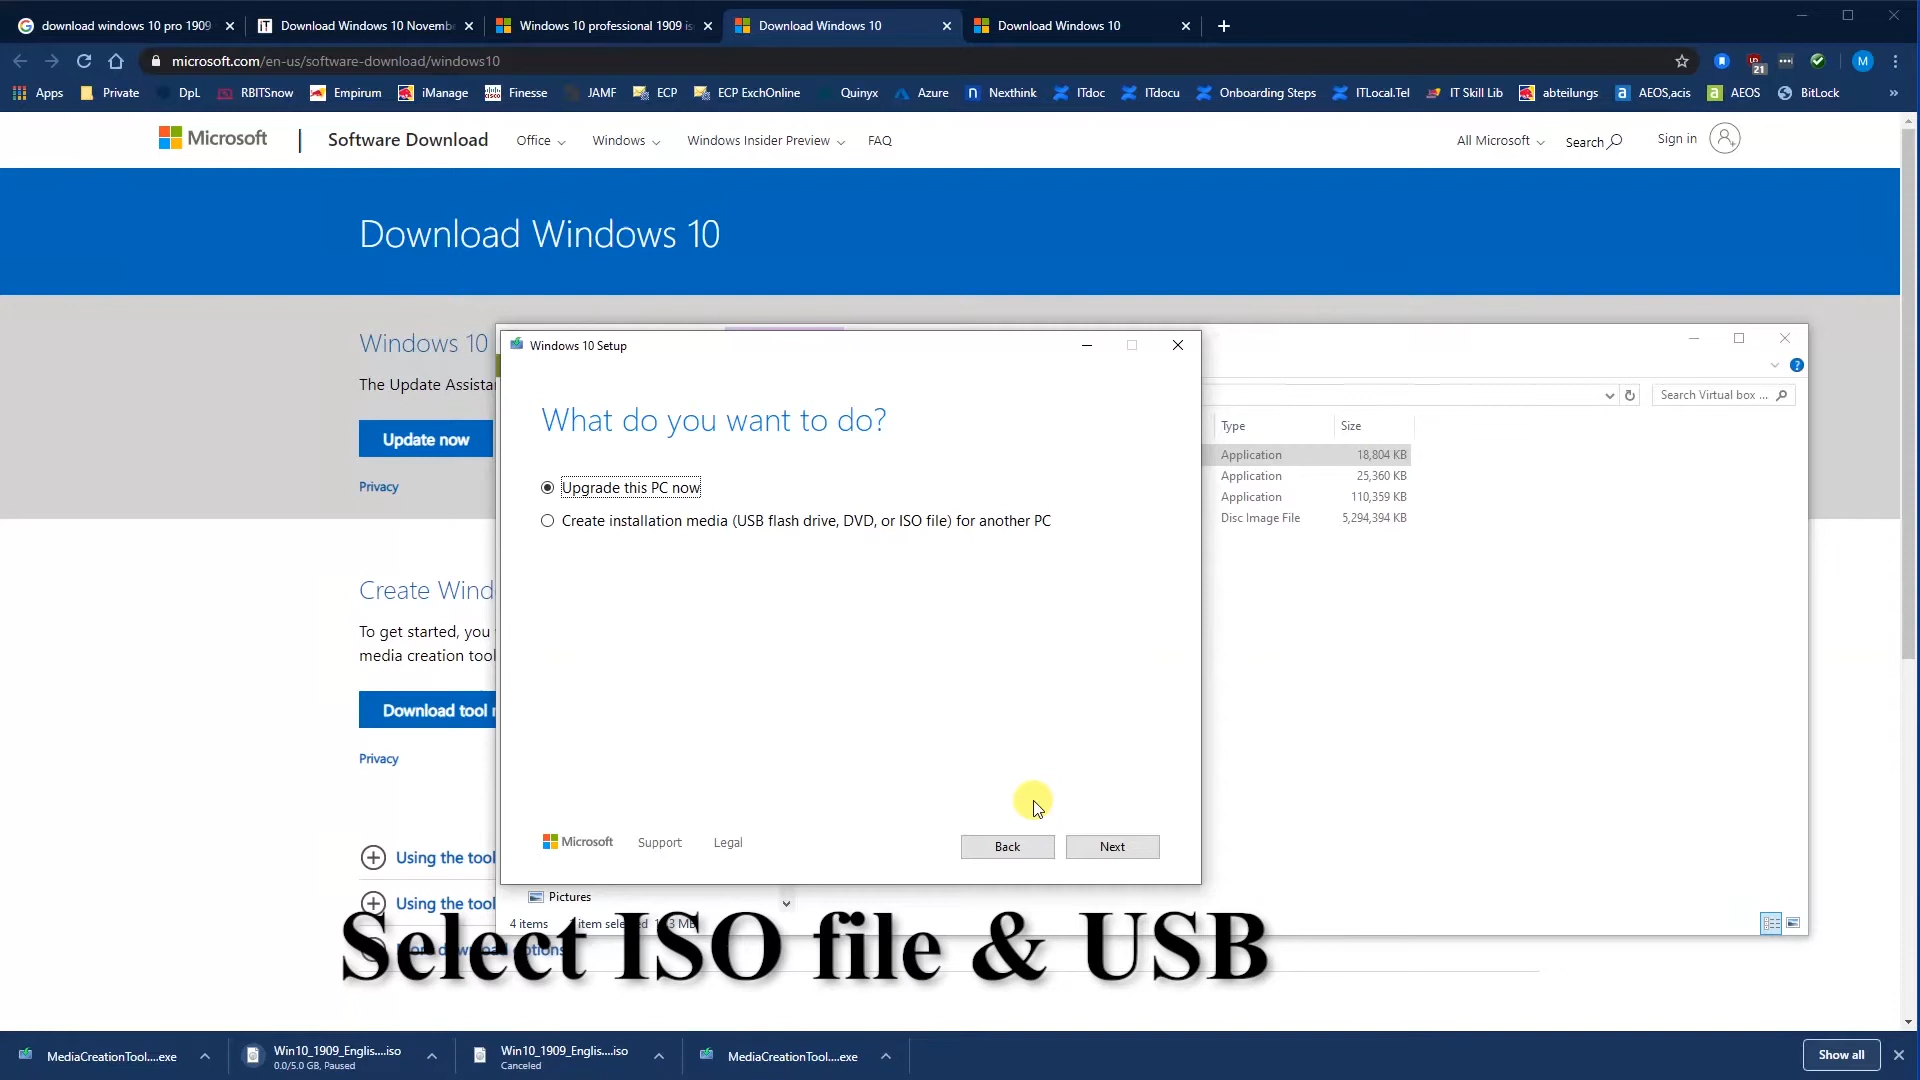 download windows 10 pro 1909
Download Windows 10 Novembe
Windows 10 professional 1909 is
Download Windows 10
Download Windows 10
microsoft.com/en-us/software-download/windows10
21
M
Apps
Private
DpL
RBITSnow
Empirum
iManage
Finesse
JAMF
ECP
ECP ExchOnline
Quinyx
Azure
Nexthink
ITdoc
ITdocu
Onboarding Steps
ITLocal.Tel
IT Skill Lib
abteilungs
AEOS,acis
AEOS
BitLock
Microsoft
Software Download
Office
Windows
Windows Insider Preview
FAQ
All Microsoft
Search
Sign in
Download Windows 10
Windows 10
The Update Assista
Update now
Privacy
Windows 10 Setup
What do you want to do?
Upgrade this PC now
Create installation media (USB flash drive, DVD, or ISO file) for another PC
Microsoft
Support
Legal
Back
Next
Search Virtual box ...
Type
Size
Application
18,804 KB
Application
25,360 KB
Application
110,359 KB
Disc Image File
5,294,394 KB
Create Wind
To get started, you
media creation tool
Download tool
Privacy
Using the tool
Using the tool
Pictures
4 items
Select ISO file & USB
MediaCreationTool....exe
Win10_1909_Englis....iso
0.0/5.0 GB, Paused
Win10_1909_Englis....iso
Canceled
MediaCreationTool....exe
Show all